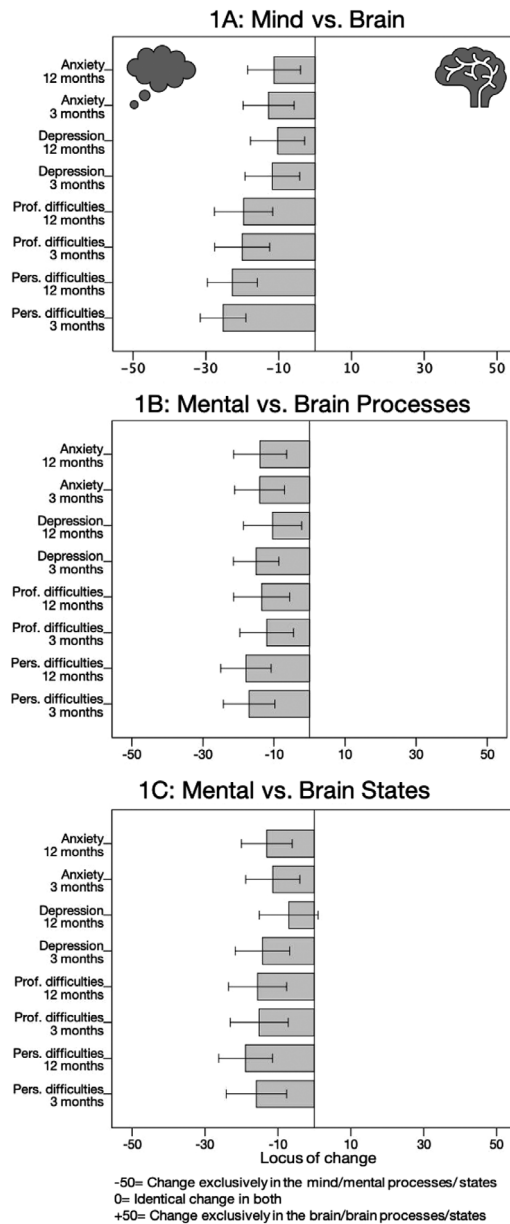 1A: Mind vs. Brain
Anxiety
12 months
Anxiety
3 months
Depression
12 months
Depression
3 months
Prof. difficulties
12 months
Prof. difficulties
3 months
Pers. difficulties
12 months
Pers. difficulties
3 months
-50 -30 -10 10 30 50
1B: Mental vs. Brain Processes
Anxiety
12 months
Anxiety
3 months
Depression
12 months
Depression
3 months
Prof. difficulties
12 months
Prof. difficulties
3 months
Pers. difficulties
12 months
Pers. difficulties
3 months
-50 -30 -10 10 30 50
1C: Mental vs. Brain States
Anxiety
12 months
Anxiety
3 months
Depression
12 months
Depression
3 months
Prof. difficulties
12 months
Prof. difficulties
3 months
Pers. difficulties
12 months
Pers. difficulties
3 months
-50 -30 -10 10 30 50
Locus of change
-50= Change exclusively in the mind/mental processes/states
0= Identical change in both
+50= Change exclusively in the brain/brain processes/states